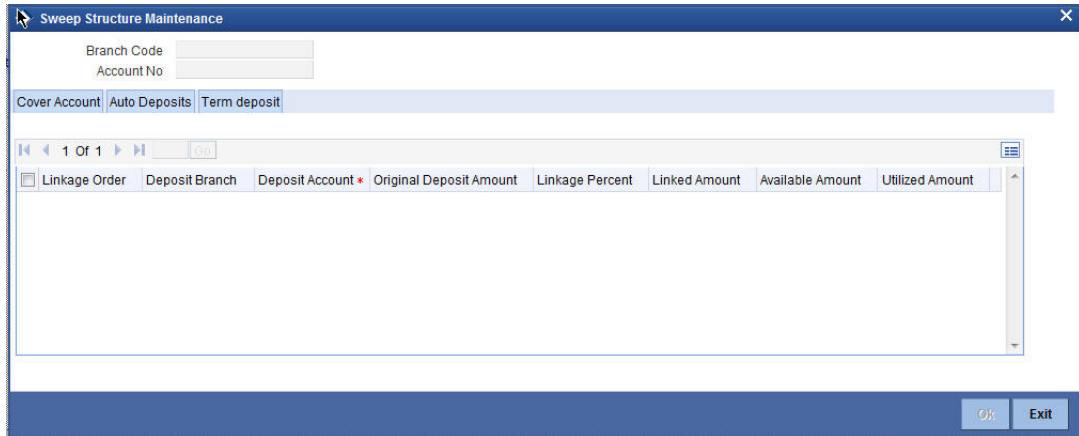 Sweep Structure Maintenance
Branch Code
Account No
Cover Account Auto Deposits Term deposit
1 Of 1 Go
Linkage Order Deposit Branch Deposit Account * Original Deposit Amount Linkage Percent Linked Amount Available Amount Utilized Amount
Ok Exit